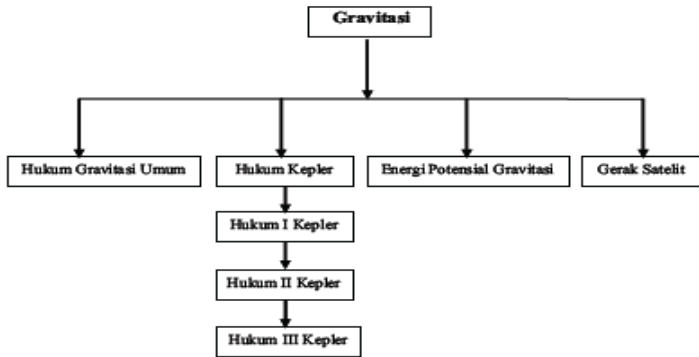 Gravitasi
Hukum Gravitasi Umum
Hukum Kepler
Energi Potensial Gravitasi
Gerak Satelit
Hukum I Kepler
Hukum II Kepler
Hukum III Kepler